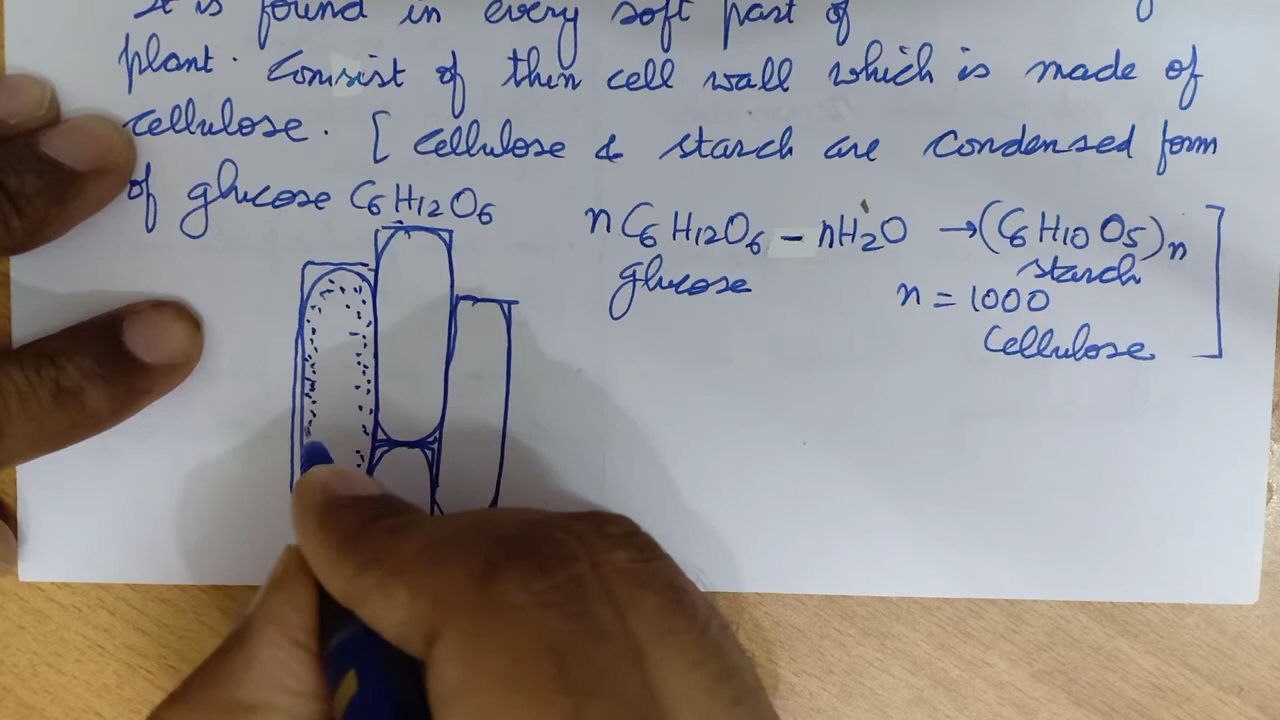 It is found in every soft part of
plant. Consist of thin cell wall which is made of
cellulose. [ cellulose & starch are condensed form
of glucose C6H12O6
nC6H12O6 - nH2O → (C6H10O5)n ]
glucose
starch
n = 1000
cellulose